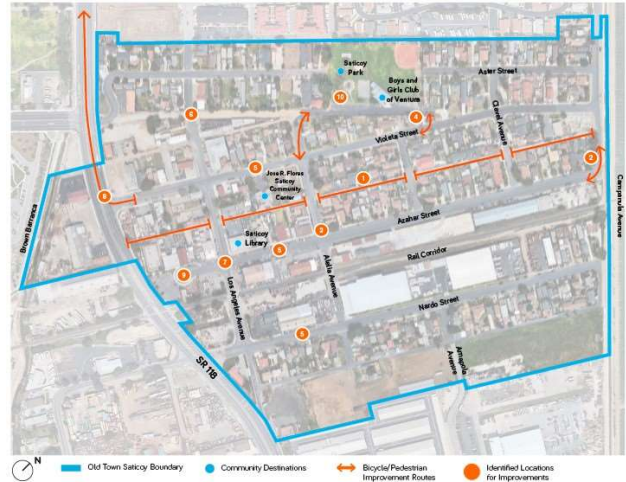 Saticoy
Park
Aster Street
Boys and
Girls Club
of Ventura
10
6
4
Clavel Avenue
Violeta Street
2
Jose R. Flores
Saticoy
Community
Center
8
1
8
Campanula Avenue
Brown Barranca
Azahar Street
3
Saticoy
Library
5
Rail Corridor
7
9
Alelia Avenue
Los Angeles Avenue
Nardo Street
5
SR 118
Amapola
Avenue
N
Old Town Saticoy Boundary
Community Destinations
Bicycle/Pedestrian
Improvement Routes
Identified Locations
for Improvements